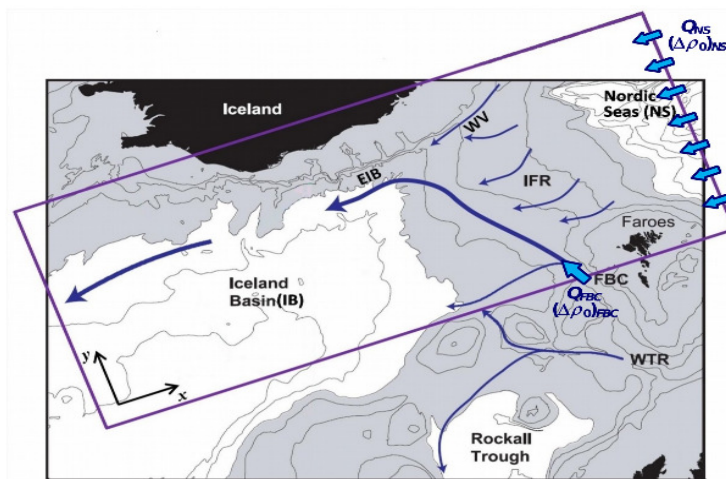 Q_NS
(Δρ₀)_NS
Iceland
Nordic
Seas (NS)
WV
EIB
IFR
Faroes
FBC
Q_FBC
(Δρ₀)_FBC
Iceland
Basin(IB)
WTR
y
x
Rockall
Trough